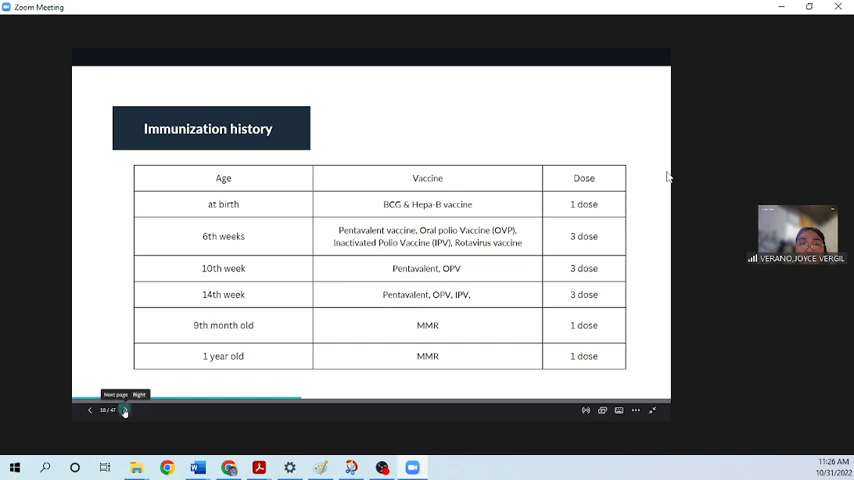 Zoom Meeting
Immunization history
Age Vaccine Dose
at birth BCG & Hepa-B vaccine 1 dose
6th weeks Pentavalent vaccine, Oral polio Vaccine (OVP), Inactivated Polio Vaccine (IPV), Rotavirus vaccine 3 dose
10th week Pentavalent, OPV 3 dose
14th week Pentavalent, OPV, IPV, 3 dose
9th month old MMR 1 dose
1 year old MMR 1 dose
Next page Right
18 / 47
VERANO,JOYCE VERGIL
11:26 AM
10/31/2022